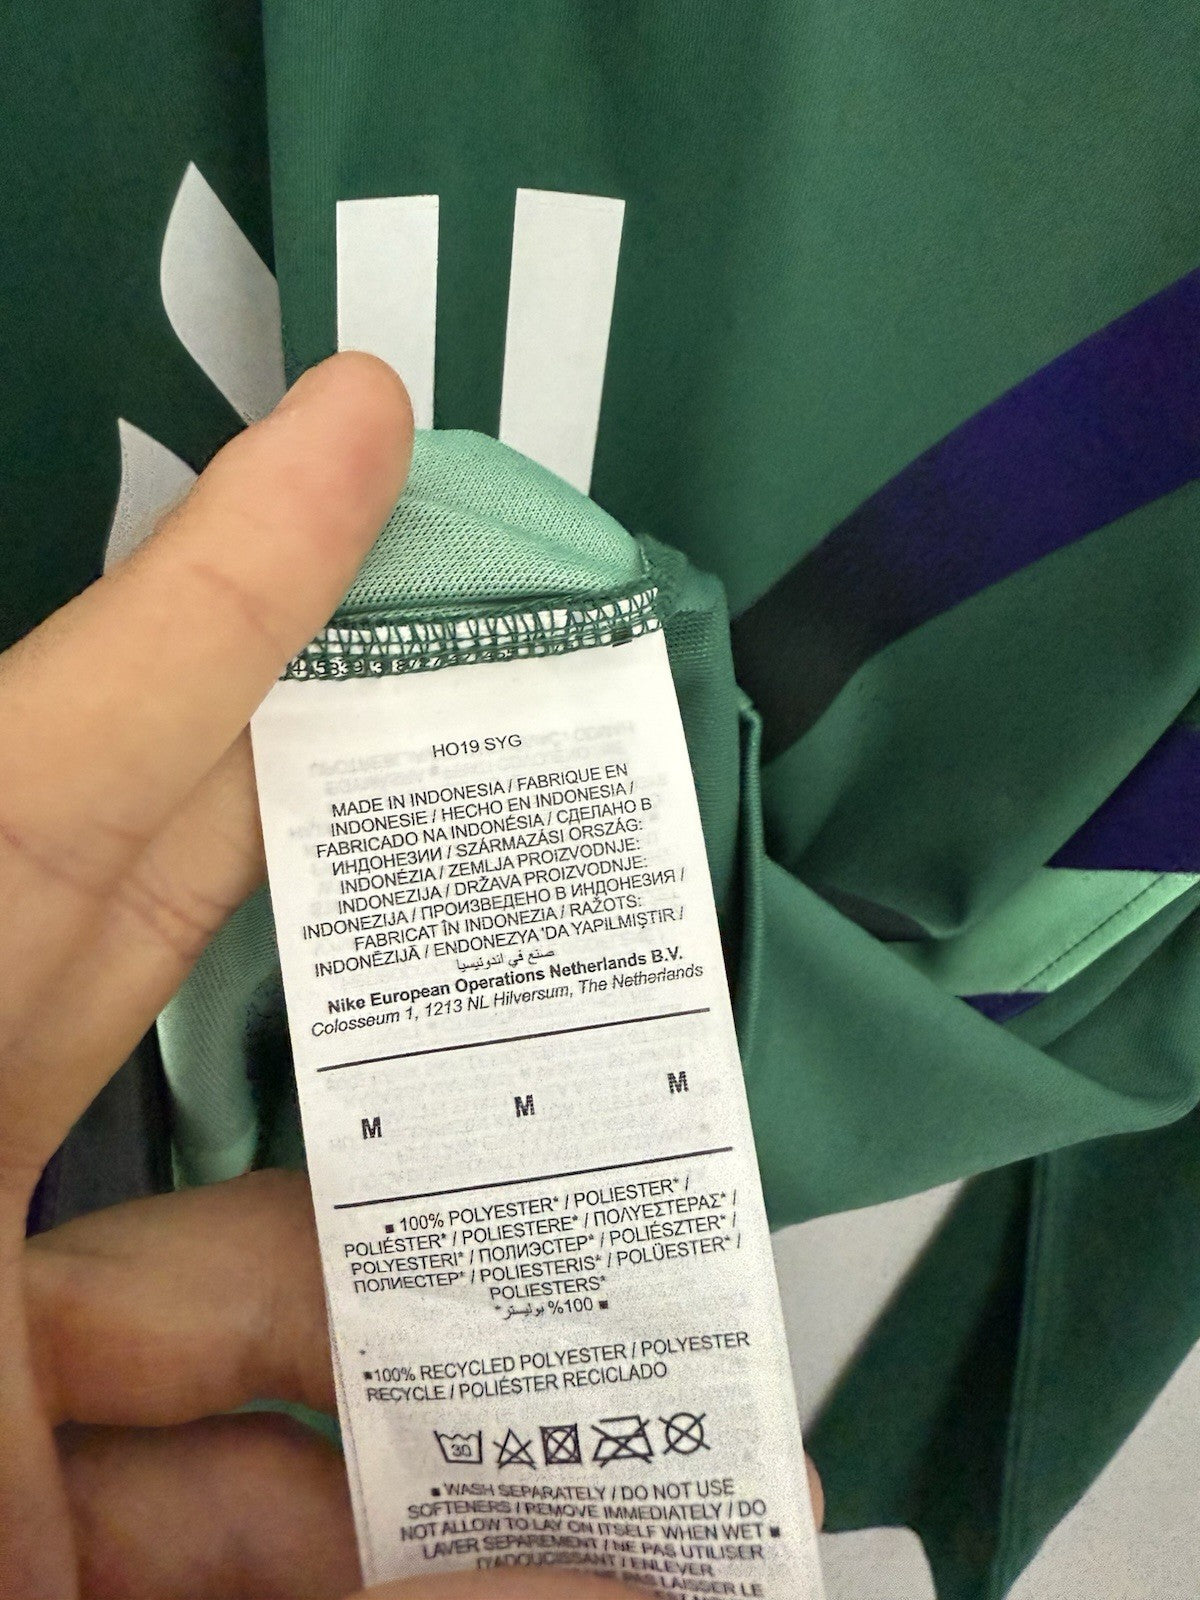 HO19 SYG
MADE IN INDONESIA / FABRIQUE EN
INDONESIE / HECHO EN INDONESIA /
FABRICADO NA INDONÉSIA / СДЕЛАНО В
ИНДОНЕЗИИ / SZÁRMAZÁSI ORSZÁG:
INDONÉZIA / ZEMLJA PROIZVODNJE:
INDONEZIJA / DRŽAVA PROIZVODNJE:
INDONEZIJA / ПРОИЗВЕДЕНО В ИНДОНЕЗИЯ /
FABRICAT ÎN INDONEZIA / RAŽOTS:
INDONĒZIJĀ / ENDONEZYA 'DA YAPILMIŞTIR /
صنع في اندونيسيا
Nike European Operations Netherlands B.V.
Colosseum 1, 1213 NL Hilversum, The Netherlands
M M M
■ 100% POLYESTER* / POLIESTER* /
POLIÉSTER* / POLIESTERE* / ΠΟΛΥΕΣΤΕΡΑΣ* /
POLYESTERI* / ПОЛИЭСТЕР* / POLIÉSZTER* /
ПОЛИЕСТЕР* / POLIESTERIS* / POLÜESTER* /
POLIESTERS*
■ 100% بوليستر*
*
■100% RECYCLED POLYESTER / POLYESTER
RECYCLE / POLIÉSTER RECICLADO
30
■ WASH SEPARATELY / DO NOT USE
SOFTENERS / REMOVE IMMEDIATELY / DO
NOT ALLOW TO LAY ON ITSELF WHEN WET ■
LAVER SEPAREMENT / NE PAS UTILISER
D'ADOUCISSANT / ENLEVER
PAS LAISSER LE